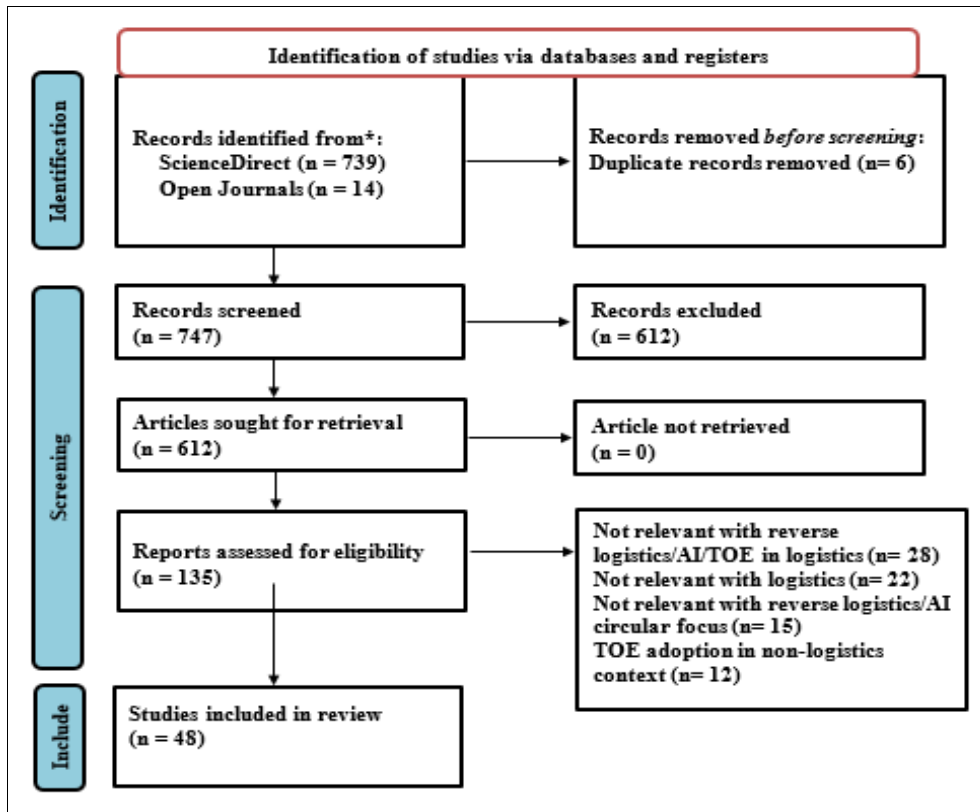 Identification of studies via databases and registers
Identification
Records identified from*:
ScienceDirect (n = 739)
Open Journals (n = 14)
Records removed before screening:
Duplicate records removed (n= 6)
Screening
Records screened
(n = 747)
Records excluded
(n = 612)
Articles sought for retrieval
(n = 612)
Article not retrieved
(n = 0)
Reports assessed for eligibility
(n = 135)
Not relevant with reverse
logistics/AI/TOE in logistics (n= 28)
Not relevant with logistics (n= 22)
Not relevant with reverse logistics/AI
circular focus (n= 15)
TOE adoption in non-logistics
context (n= 12)
Include
Studies included in review
(n = 48)